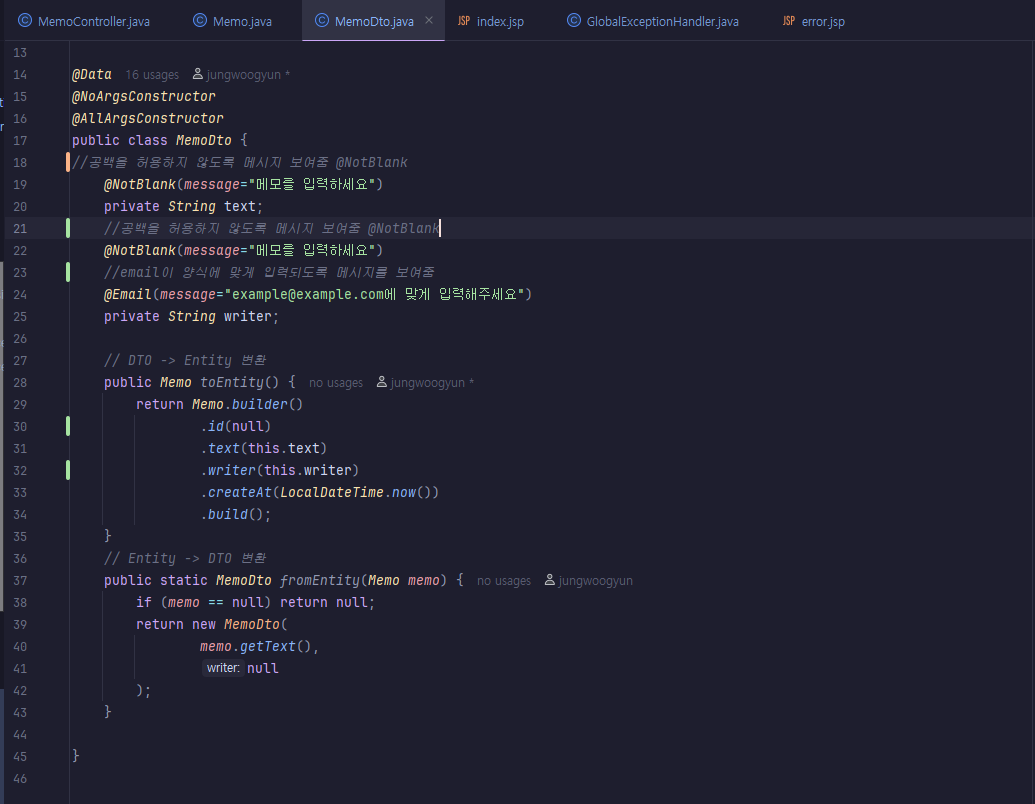 MemoController.java Memo.java MemoDto.java × JSP index.jsp GlobalExceptionHandler.java JSP error.jsp
13
14 @Data 16 usages jungwoogyun *
15 @NoArgsConstructor
16 @AllArgsConstructor
17 public class MemoDto {
18 //공백을 허용하지 않도록 메시지 보여줌 @NotBlank
19 @NotBlank(message="메모를 입력하세요")
20 private String text;
21 //공백을 허용하지 않도록 메시지 보여줌 @NotBlank
22 @NotBlank(message="메모를 입력하세요")
23 //email이 양식에 맞게 입력되도록 메시지를 보여줌
24 @Email(message="example@example.com에 맞게 입력해주세요")
25 private String writer;
26
27 // DTO -> Entity 변환
28 public Memo toEntity() { no usages jungwoogyun *
29 return Memo.builder()
30 .id(null)
31 .text(this.text)
32 .writer(this.writer)
33 .createAt(LocalDateTime.now())
34 .build();
35 }
36 // Entity -> DTO 변환
37 public static MemoDto fromEntity(Memo memo) { no usages jungwoogyun
38 if (memo == null) return null;
39 return new MemoDto(
40 memo.getText(),
41 writer: null
42 );
43 }
44
45 }
46